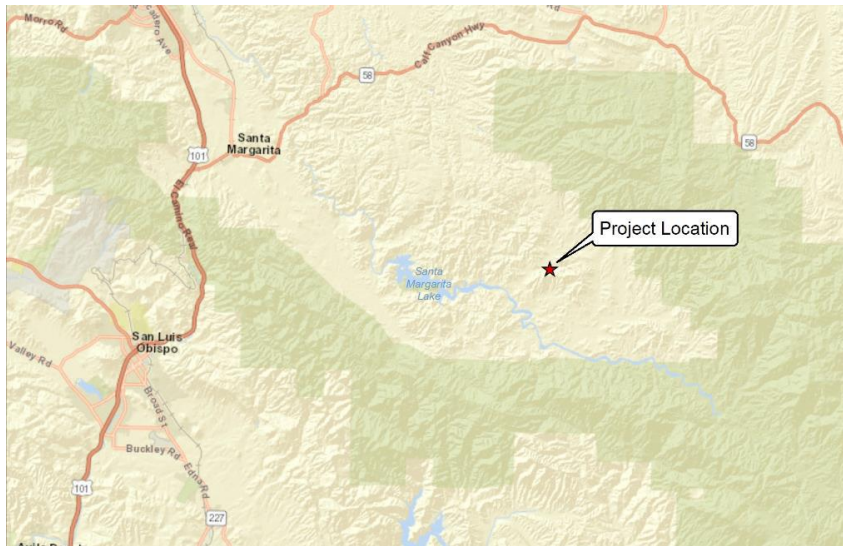 Morro Rd
Calf Canyon Hwy
58
Santa
Margarita
101
58
El Camino Real
Project Location
Santa
Margarita
Lake
San Luis
Obispo
Valley Rd
Broad St
Buckley Rd
Edna Rd
101
227